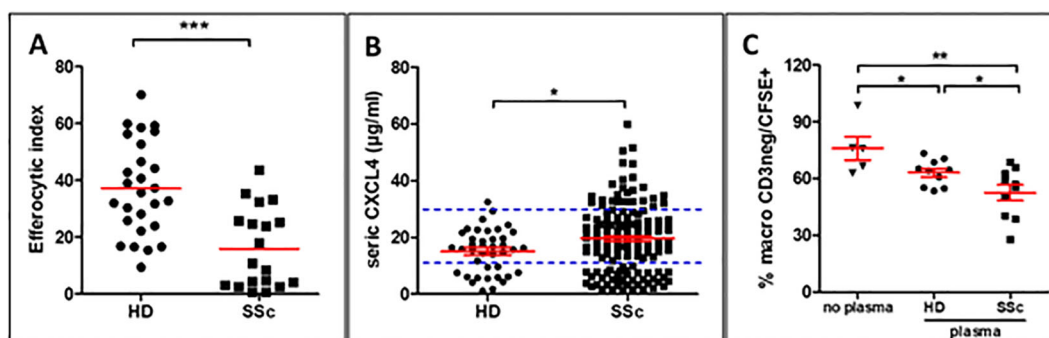 A
***
Efferocytic index
80
60
40
20
0
HD
SSc
B
*
seric CXCL4 (µg/ml)
80
60
40
20
0
HD
SSc
C
**
*
*
% macro CD3neg/CFSE+
120
90
60
30
0
no plasma
HD
SSc
plasma